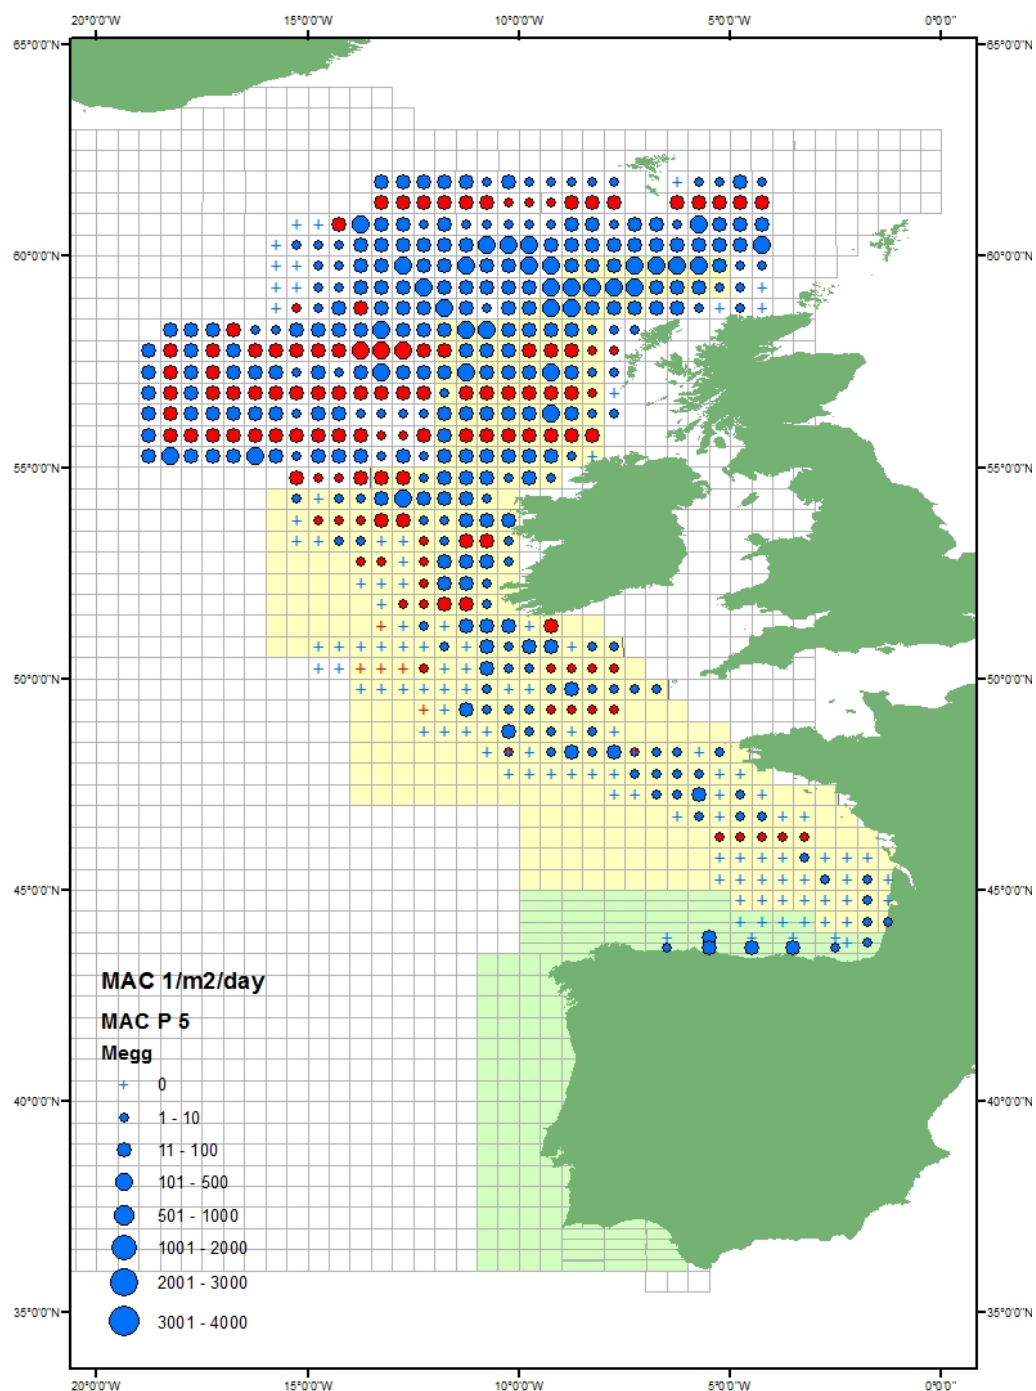 20°0'0"W 15°0'0"W 10°0'0"W 5°0'0"W 0°0'0"
65°0'0"N 65°0'0"N
60°0'0"N 60°0'0"N
55°0'0"N 55°0'0"N
50°0'0"N 50°0'0"N
45°0'0"N 45°0'0"N
MAC 1/m2/day
MAC P 5
Megg
0
1 - 10
40°0'0"N 40°0'0"N
11 - 100
101 - 500
501 - 1000
1001 - 2000
2001 - 3000
3001 - 4000
35°0'0"N 35°0'0"N
20°0'0"W 15°0'0"W 10°0'0"W 5°0'0"W 0°0'0"